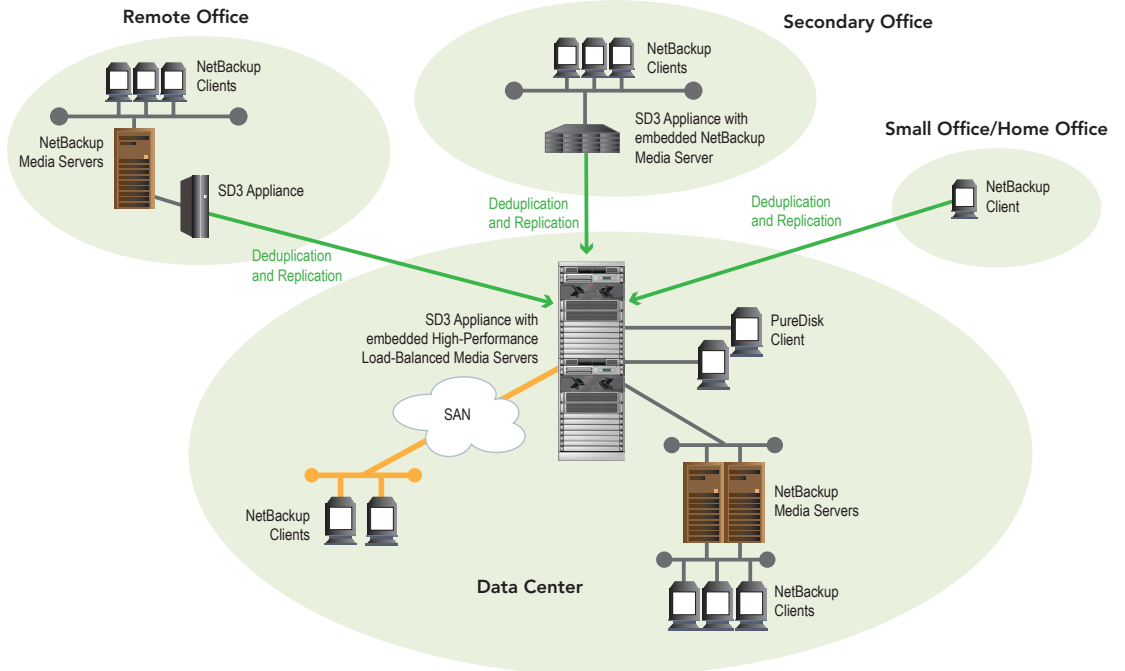 Remote Office
NetBackup
Clients
NetBackup
Media Servers
SD3 Appliance
Deduplication
and Replication
Secondary Office
NetBackup
Clients
SD3 Appliance with
embedded NetBackup
Media Server
Deduplication
and Replication
Small Office/Home Office
NetBackup
Client
Deduplication
and Replication
SD3 Appliance with
embedded High-Performance
Load-Balanced Media Servers
PureDisk
Client
SAN
NetBackup
Clients
NetBackup
Media Servers
Data Center
NetBackup
Clients